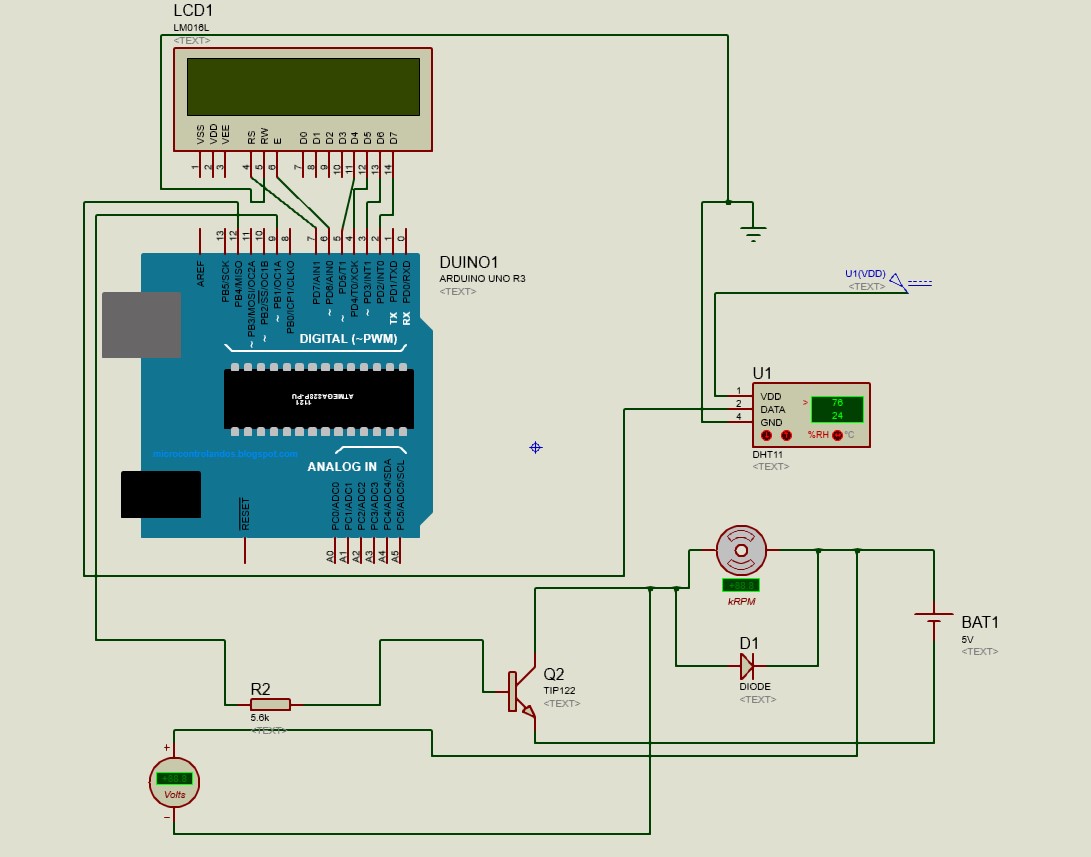 LCD1
LM016L
<TEXT>
VSS
VDD
VEE
RS
RW
E
D0
D1
D2
D3
D4
D5
D6
D7
1
2
3
4
5
6
7
8
9
10
11
12
13
14
13
12
11
10
9
8
7
6
5
4
3
2
1
0
DUINO1
ARDUINO UNO R3
<TEXT>
AREF
PB5/SCK
PB4/MISO
~ PB3/MOSI/OC2A
~ PB2/SS/OC1B
~ PB1/OC1A
PB0/ICP1/CLKO
PD7/AIN1
~ PD6/AIN0
~ PD5/T1
PD4/T0/XCK
~ PD3/INT1
PD2/INT0
TX PD1/TXD
RX PD0/RXD
DIGITAL (~PWM)
ATMEGA328P-PU
1121
microcontrolandos.blogspot.com
ANALOG IN
RESET
PC0/ADC0
PC1/ADC1
PC2/ADC2
PC3/ADC3
PC4/ADC4/SDA
PC5/ADC5/SCL
A0
A1
A2
A3
A4
A5
U1(VDD)
<TEXT>
U1
1
2
4
VDD
DATA
GND
>
76
24
%RH
°C
DHT11
<TEXT>
+88.8
kRPM
BAT1
5V
<TEXT>
D1
DIODE
<TEXT>
Q2
TIP122
<TEXT>
R2
5.6k
<TEXT>
+
+88.8
Volts
−